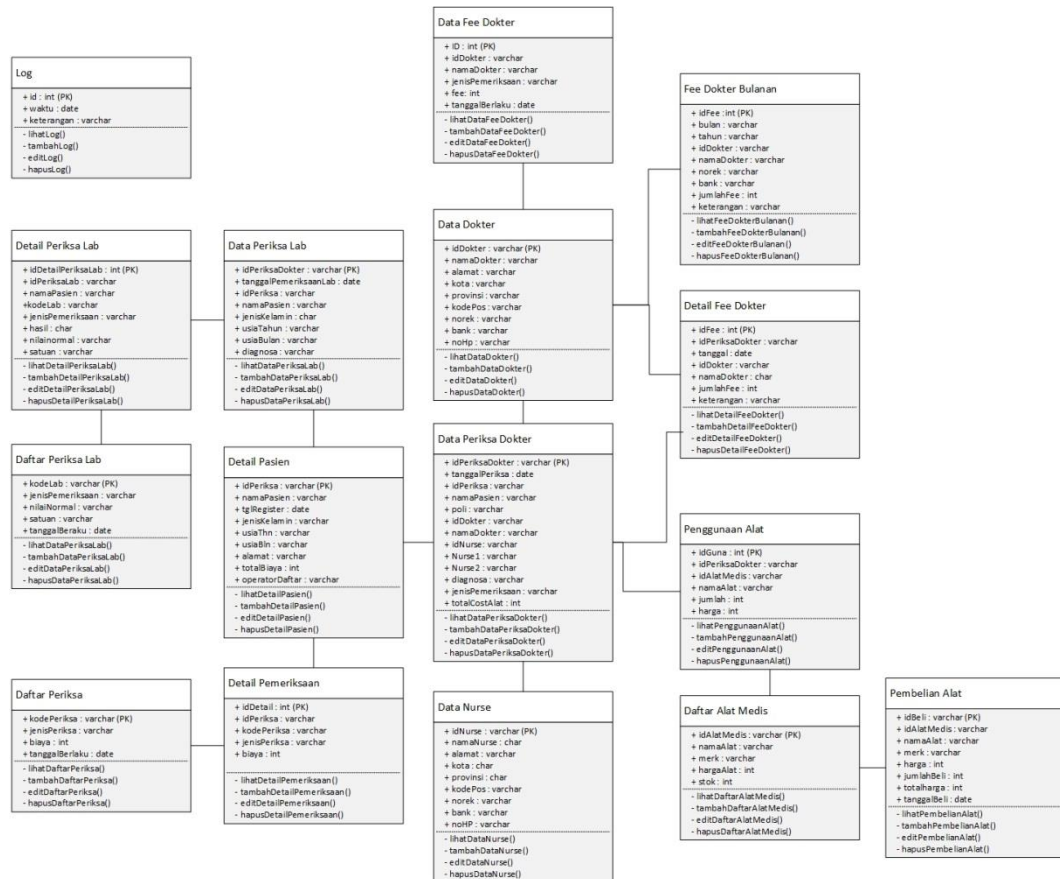 Data Fee Dokter
+ ID : int (PK)
+ idDokter : varchar
+ namaDokter : varchar
+ jenisPemeriksaan : varchar
+ fee: int
+ tanggalBerlaku : date
- lihatDataFeeDokter()
- tambahDataFeeDokter()
- editDataFeeDokter()
- hapusDataFeeDokter()
Log
+ id : int (PK)
+ waktu : date
+ keterangan : varchar
- lihatLog()
- tambahLog()
- editLog()
- hapusLog()
Fee Dokter Bulanan
+ idFee :int (PK)
+ bulan : varchar
+ tahun : varchar
+ idDokter : varchar
+ namaDokter : varchar
+ norek : varchar
+ bank : varchar
+ jumlahFee : int
+ keterangan : varchar
- lihatFeeDokterBulanan()
- tambahFeeDokterBulanan()
- editFeeDokterBulanan()
- hapusFeeDokterBulanan()
Detail Periksa Lab
+ idDetailPeriksaLab : int (PK)
+ idPeriksaLab : varchar
+ namaPasien : varchar
+kodeLab : varchar
+ jenisPemeriksaan : varchar
+ hasil : char
+ nilainormal : varchar
+ satuan : varchar
- lihatDetailPeriksaLab()
- tambahDetailPeriksaLab()
- editDetailPeriksaLab()
- hapusDetailPeriksaLab()
Data Periksa Lab
+ idPeriksaDokter : varchar (PK)
+ tanggalPemeriksaanLab : date
+ idPeriksa : varchar
+ namaPasien : varchar
+ jenisKelamin : char
+ usiaTahun : varchar
+ usiaBulan : varchar
+ diagnosa : varchar
- lihatDataPeriksaLab()
- tambahDataPeriksaLab()
- editDataPeriksaLab()
- hapusDataPeriksaLab()
Data Dokter
+ idDokter : varchar (PK)
+ namaDokter : varchar
+ alamat : varchar
+ kota : varchar
+ provinsi : varchar
+ kodePos : varchar
+ norek : varchar
+ bank : varchar
+ noHp : varchar
- lihatDataDokter()
- tambahDataDokter()
- editDataDokter()
- hapusDataDokter()
Detail Fee Dokter
+ idFee : int (PK)
+ idPeriksaDokter : varchar
+ tanggal : date
+ idDokter : varchar
+ namaDokter : char
+ jumlahFee : int
+ keterangan : varchar
- lihatDetailFeeDokter()
- tambahDetailFeeDokter()
- editDetailFeeDokter()
- hapusDetailFeeDokter()
Daftar Periksa Lab
+ kodeLab : varchar (PK)
+ jenisPemeriksaan : varchar
+ nilaiNormal : varchar
+ satuan : varchar
+ tanggalBeraku : date
- lihatDataPeriksaLab()
- tambahDataPeriksaLab()
- editDataPeriksaLab()
- hapusDataPeriksaLab()
Detail Pasien
+ idPeriksa : varchar (PK)
+ namaPasien : varchar
+ tglRegister : date
+ jenisKelamin : varchar
+ usiaThn : varchar
+ usiaBln : varchar
+ alamat : varchar
+ totalBiaya : int
+ operatorDaftar : varchar
- lihatDetailPasien()
- tambahDetailPasien()
- editDetailPasien()
- hapusDetailPasien()
Data Periksa Dokter
+ idPeriksaDokter : varchar (PK)
+ tanggalPeriksa : date
+ idPeriksa : varchar
+ namaPasien : varchar
+ poli : varchar
+ idDokter : varchar
+ namaDokter : varchar
+ idNurse: varchar
+ Nurse1 : varchar
+ Nurse2 : varchar
+ diagnosa : varchar
+ jenisPemeriksaan : varchar
+ totalCostAlat : int
- lihatDataPeriksaDokter()
- tambahDataPeriksaDokter()
- editDataPeriksaDokter()
- hapusDataPeriksaDokter()
Penggunaan Alat
+ idGuna : int (PK)
+ idPeriksaDokter : varchar
+ idAlatMedis : varchar
+ namaAlat : varchar
+ jumlah : int
+ harga : int
- lihatPenggunaanAlat()
- tambahPenggunaanAlat()
- editPenggunaanAlat()
- hapusPenggunaanAlat()
Daftar Periksa
+ kodePeriksa : varchar (PK)
+ jenisPeriksa : varchar
+ biaya : int
+ tanggalBerlaku : date
- lihatDaftarPeriksa()
- tambahDaftarPeriksa()
- editDaftarPeriksa()
- hapusDaftarPeriksa()
Detail Pemeriksaan
+ idDetail : int (PK)
+ idPeriksa : varchar
+ kodePeriksa : varchar
+ jenisPeriksa : varchar
+ biaya : int
- lihatDetailPemeriksaan()
- tambahDetailPemeriksaan()
- editDetailPemeriksaan()
- hapusDetailPemeriksaan()
Data Nurse
+ idNurse : varchar (PK)
+ namaNurse : char
+ alamat : varchar
+ kota : char
+ provinsi : char
+ kodePos : varchar
+ norek : varchar
+ bank : varchar
+ noHP : varchar
- lihatDataNurse()
- tambahDataNurse()
- editDataNurse()
- hapusDataNurse()
Daftar Alat Medis
+ idAlatMedis : varchar (PK)
+ namaAlat : varchar
+ merk : varchar
+ hargaAlat : int
+ stok : int
- lihatDaftarAlatMedis()
- tambahDaftarAlatMedis()
- editDaftarAlatMedis()
- hapusDaftarAlatMedis()
Pembelian Alat
+ idBeli : varchar (PK)
+ idAlatMedis : varchar
+ namaAlat : varchar
+ merk : varchar
+ harga : int
+ jumlahBeli : int
+ totalharga : int
+ tanggalBeli : date
- lihatPembelianAlat()
- tambahPembelianAlat()
- editPembelianAlat()
- hapusPembelianAlat()